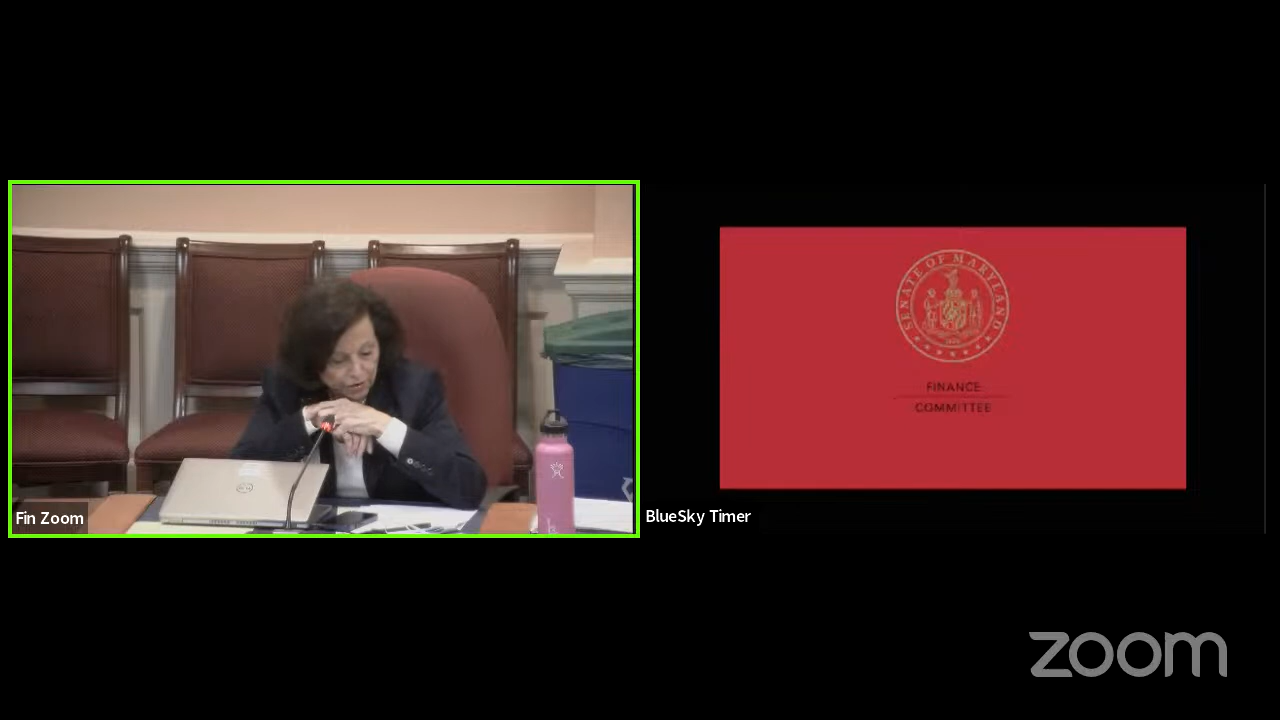 SENATE OF MARYLAND
FINANCE
COMMITTEE
Fin Zoom
BlueSky Timer
zoom